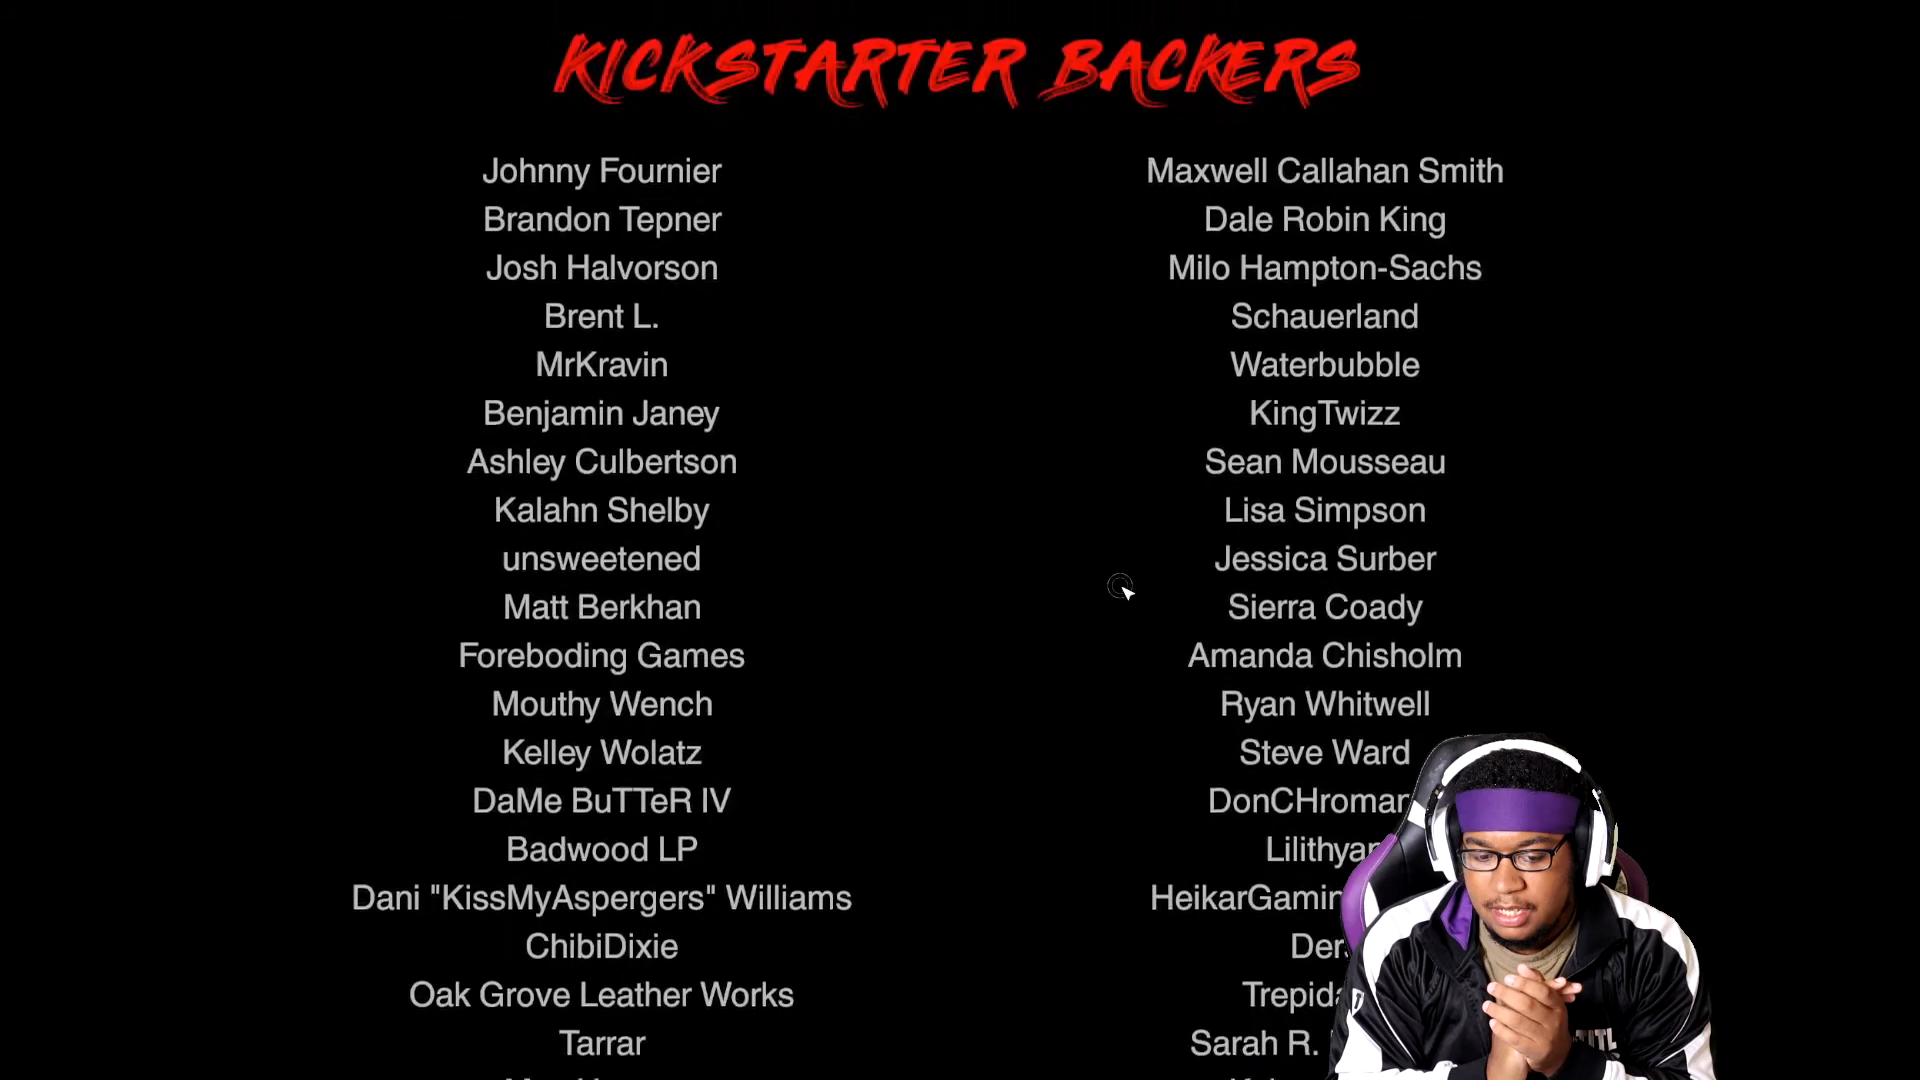 KICKSTARTER BACKERS
Johnny Fournier
Brandon Tepner
Josh Halvorson
Brent L.
MrKravin
Benjamin Janey
Ashley Culbertson
Kalahn Shelby
unsweetened
Matt Berkhan
Foreboding Games
Mouthy Wench
Kelley Wolatz
DaMe BuTTeR IV
Badwood LP
Dani "KissMyAspergers" Williams
ChibiDixie
Oak Grove Leather Works
Tarrar
Maxwell Callahan Smith
Dale Robin King
Milo Hampton-Sachs
Schauerland
Waterbubble
KingTwizz
Sean Mousseau
Lisa Simpson
Jessica Surber
Sierra Coady
Amanda Chisholm
Ryan Whitwell
Steve Ward
Sarah R.